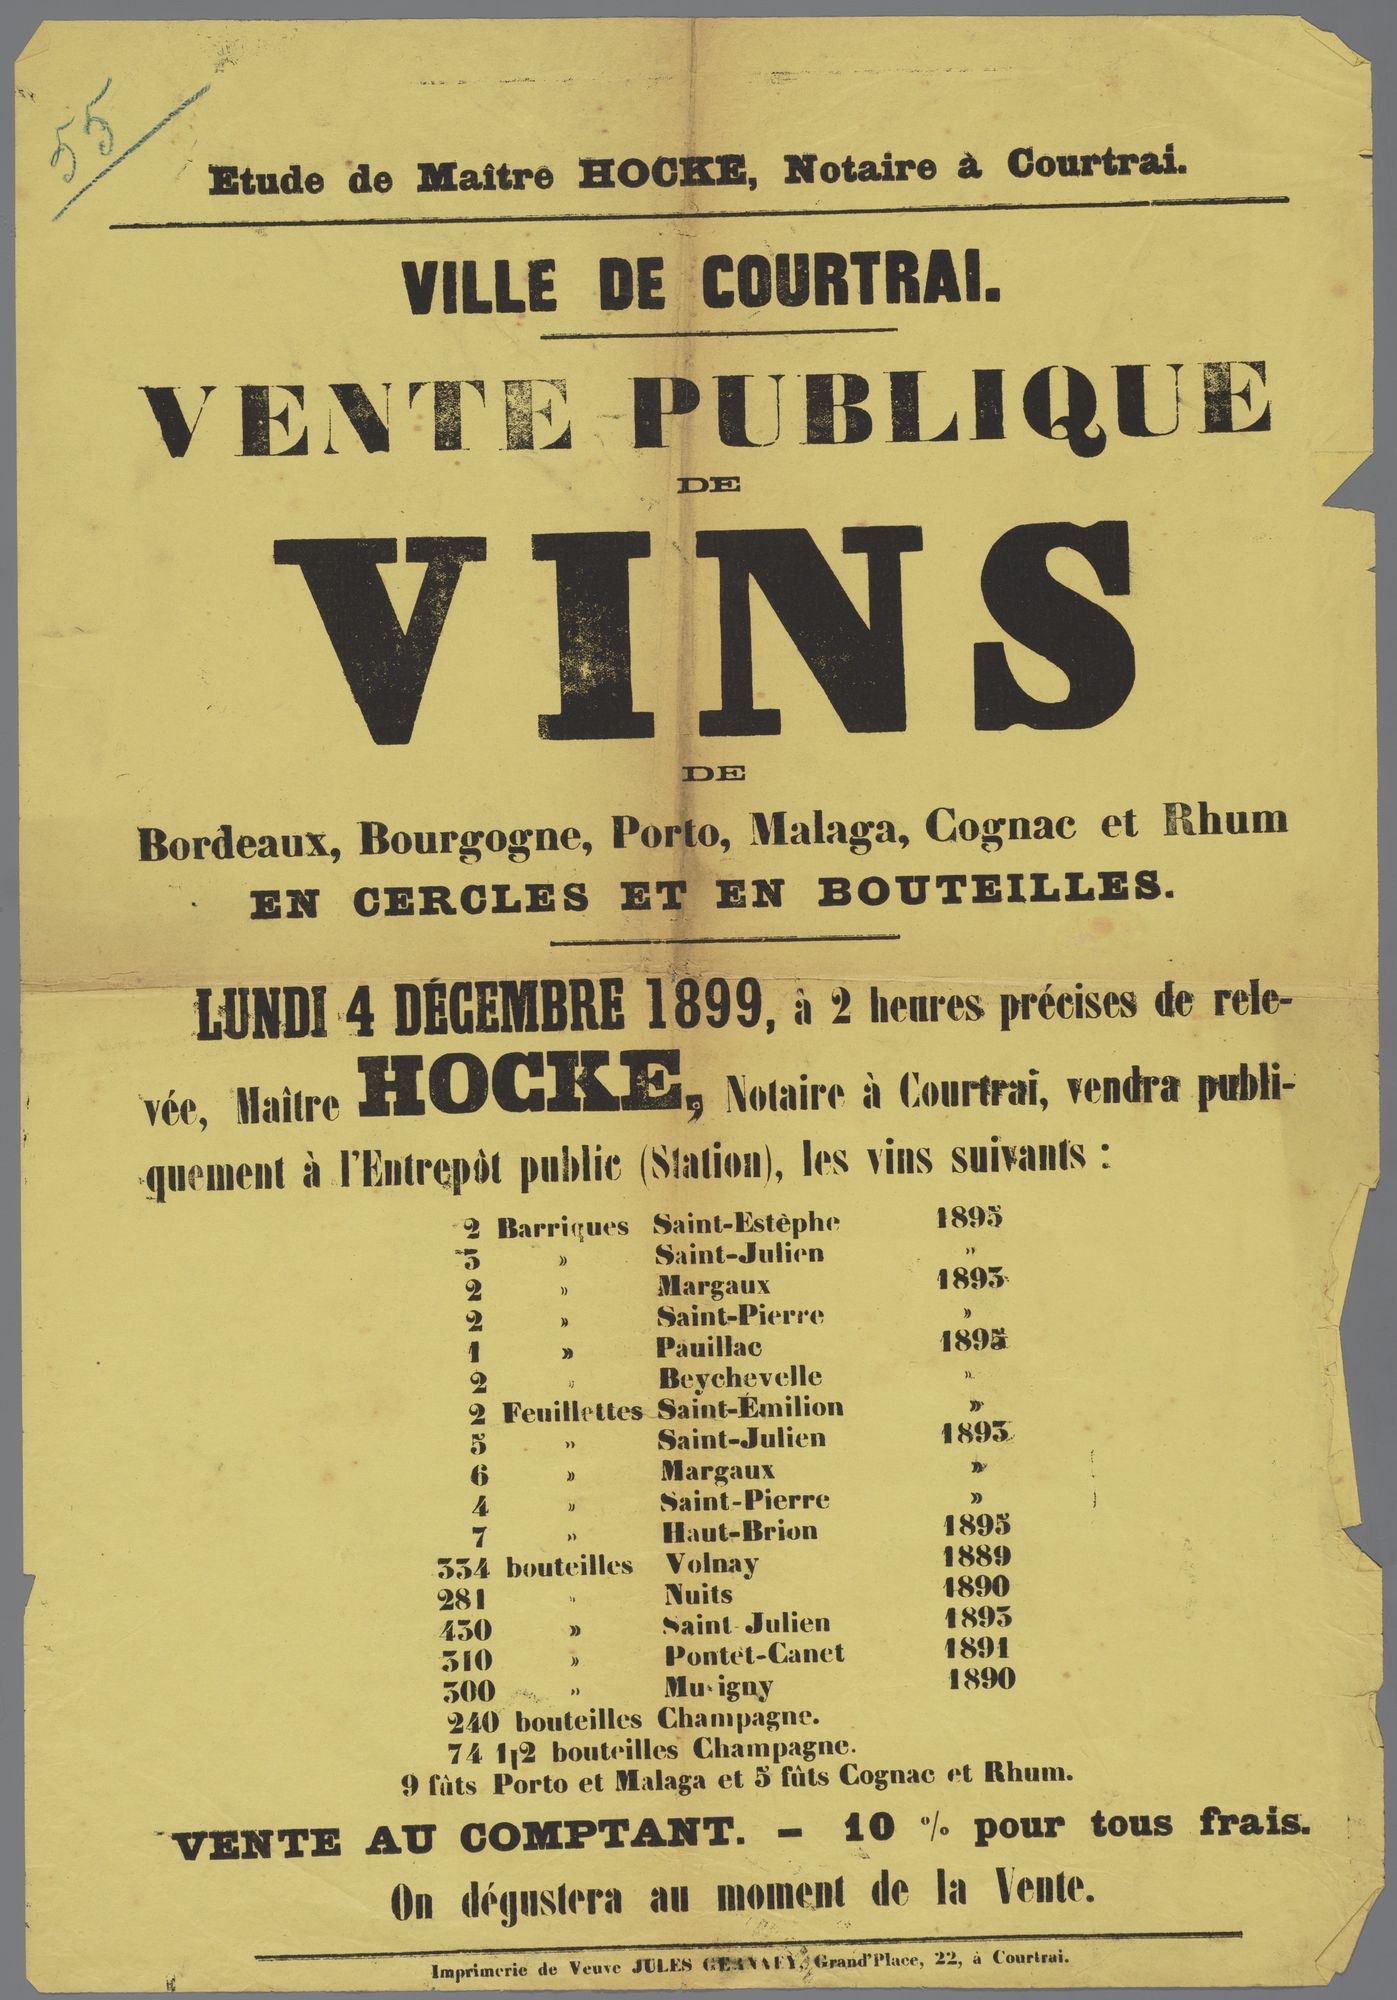 55
Etude de Maître HOCKE, Notaire à Courtrai.
VILLE DE COURTRAI.
VENTE PUBLIQUE
DE
VINS
DE
Bordeaux, Bourgogne, Porto, Malaga, Cognac et Rhum
EN CERCLES ET EN BOUTEILLES.
LUNDI 4 DÉCEMBRE 1899, à 2 heures précises de rele-
vée, Maître HOCKE, Notaire à Courtrai, vendra publi-
quement à l'Entrepôt public (Station), les vins suivants :
2 Barriques Saint-Estèphe 1895
3 » Saint-Julien »
2 » Margaux 1893
2 » Saint-Pierre »
1 » Pauillac 1895
2 » Beychevelle »
2 Feuillettes Saint-Émilion »
5 » Saint-Julien 1893
6 » Margaux »
4 » Saint-Pierre »
7 » Haut-Brion 1895
334 bouteilles Volnay 1889
281 » Nuits 1890
430 » Saint-Julien 1893
310 » Pontet-Canet 1891
300 » Musigny 1890
240 bouteilles Champagne.
74 1/2 bouteilles Champagne.
9 fûts Porto et Malaga et 5 fûts Cognac et Rhum.
VENTE AU COMPTANT. — 10 % pour tous frais.
On dégustera au moment de la Vente.
Imprimerie de Veuve JULES Grand'Place, 22, à Courtrai.